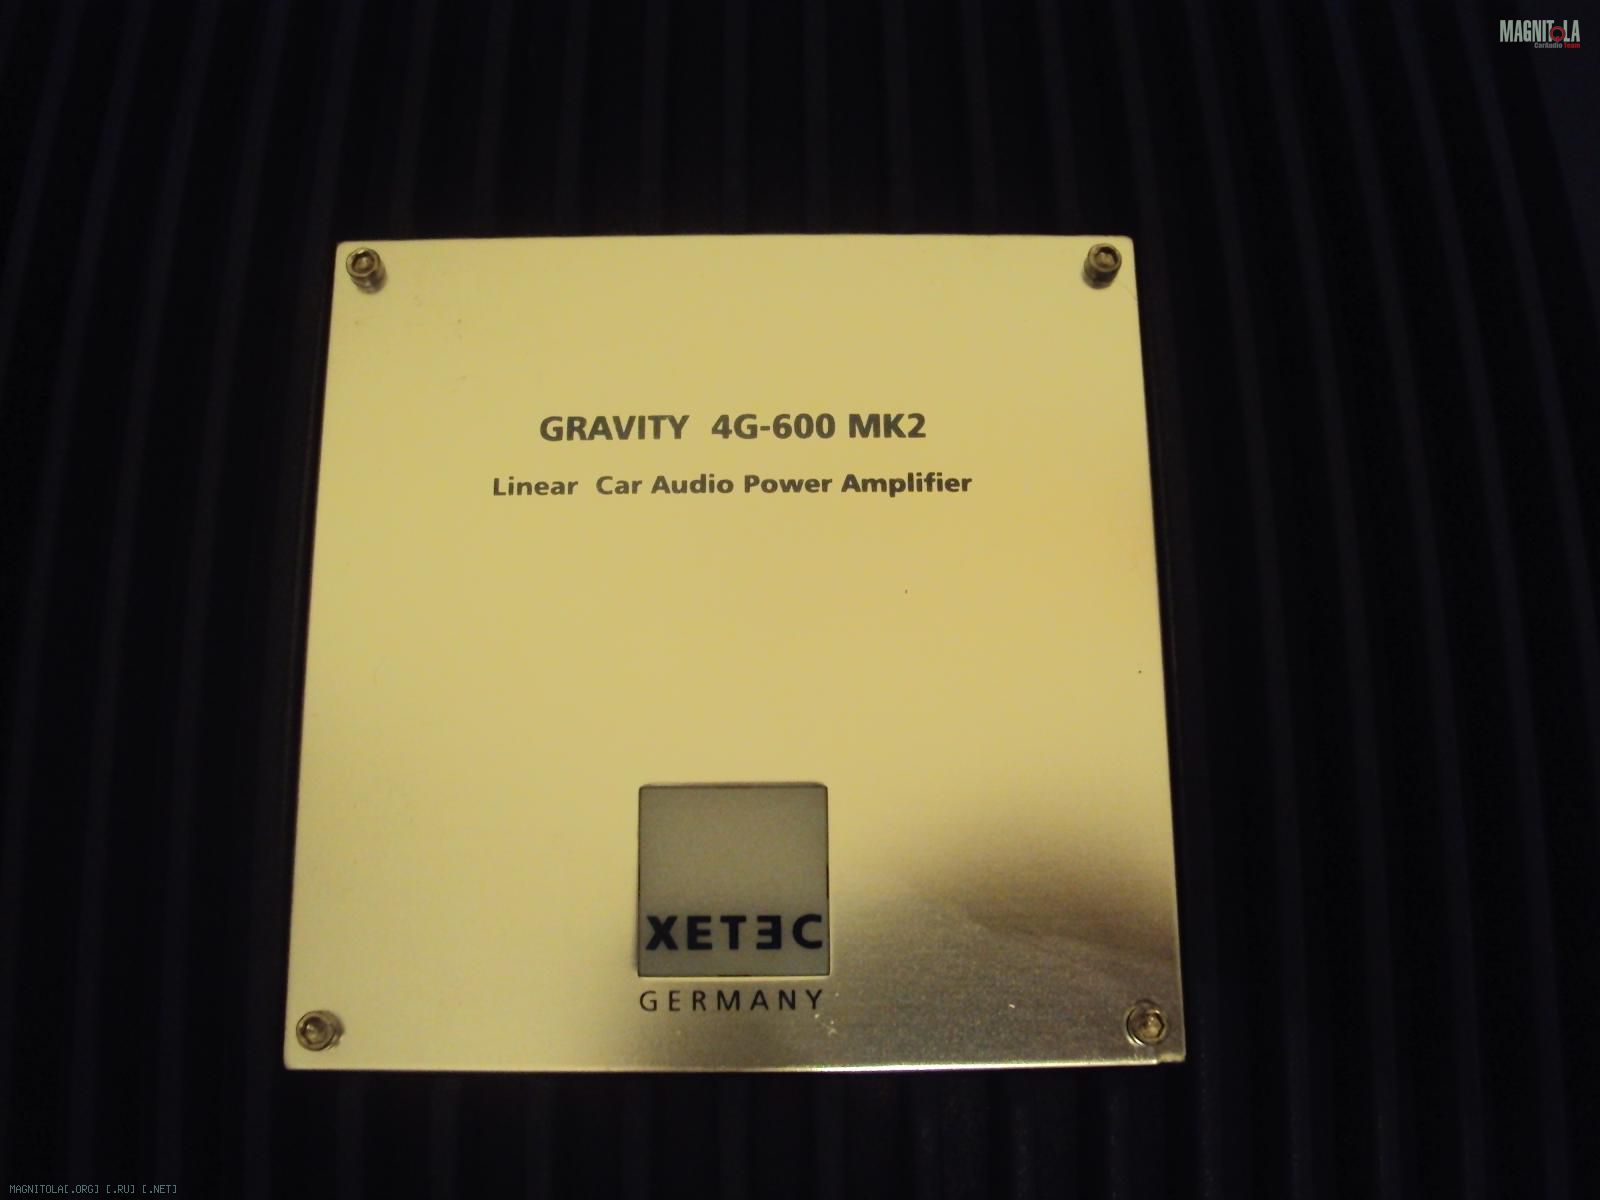 MAGNITOLA
CarAudio Team
GRAVITY 4G-600 MK2
Linear Car Audio Power Amplifier
XETEC
GERMANY
MAGNITOLA[.ORG] [.RU] [.NET]